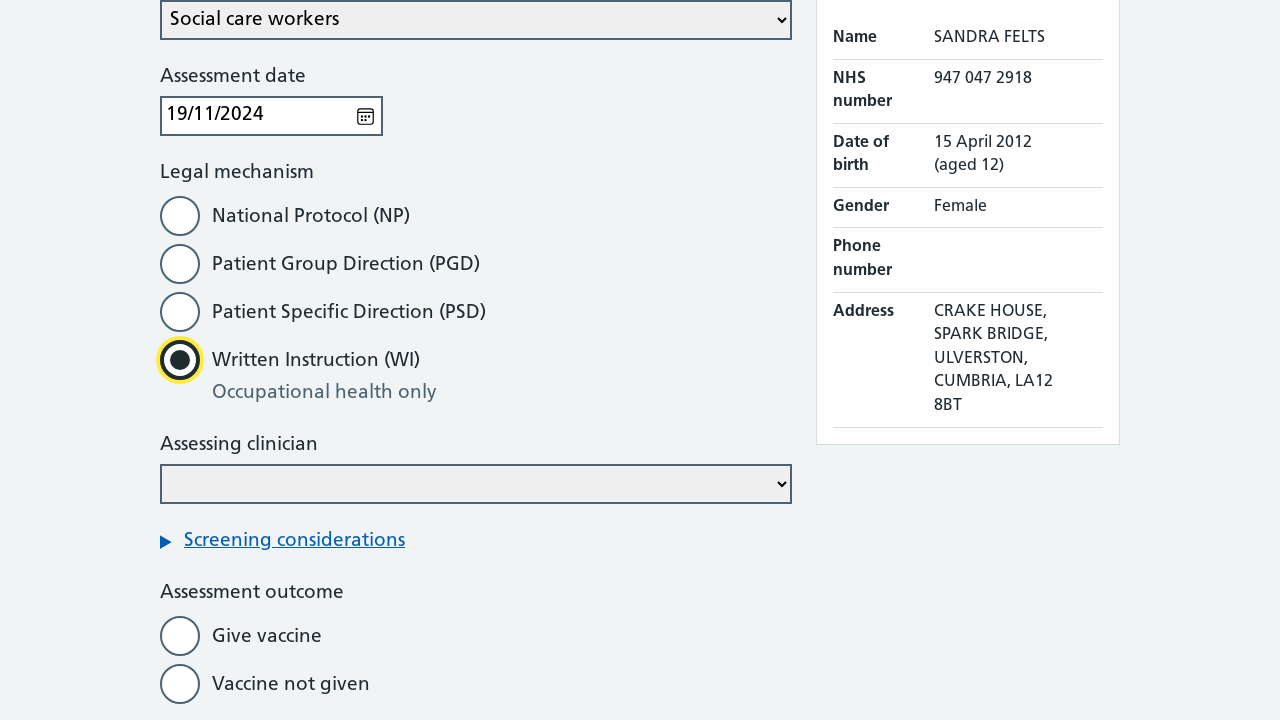 Social care workers
Assessment date
19/11/2024
Legal mechanism
National Protocol (NP)
Patient Group Direction (PGD)
Patient Specific Direction (PSD)
Written Instruction (WI)
Occupational health only
Assessing clinician
Screening considerations
Assessment outcome
Give vaccine
Vaccine not given
Name SANDRA FELTS
NHS number 947 047 2918
Date of birth 15 April 2012 (aged 12)
Gender Female
Phone number
Address CRAKE HOUSE,
SPARK BRIDGE,
ULVERSTON,
CUMBRIA, LA12
8BT